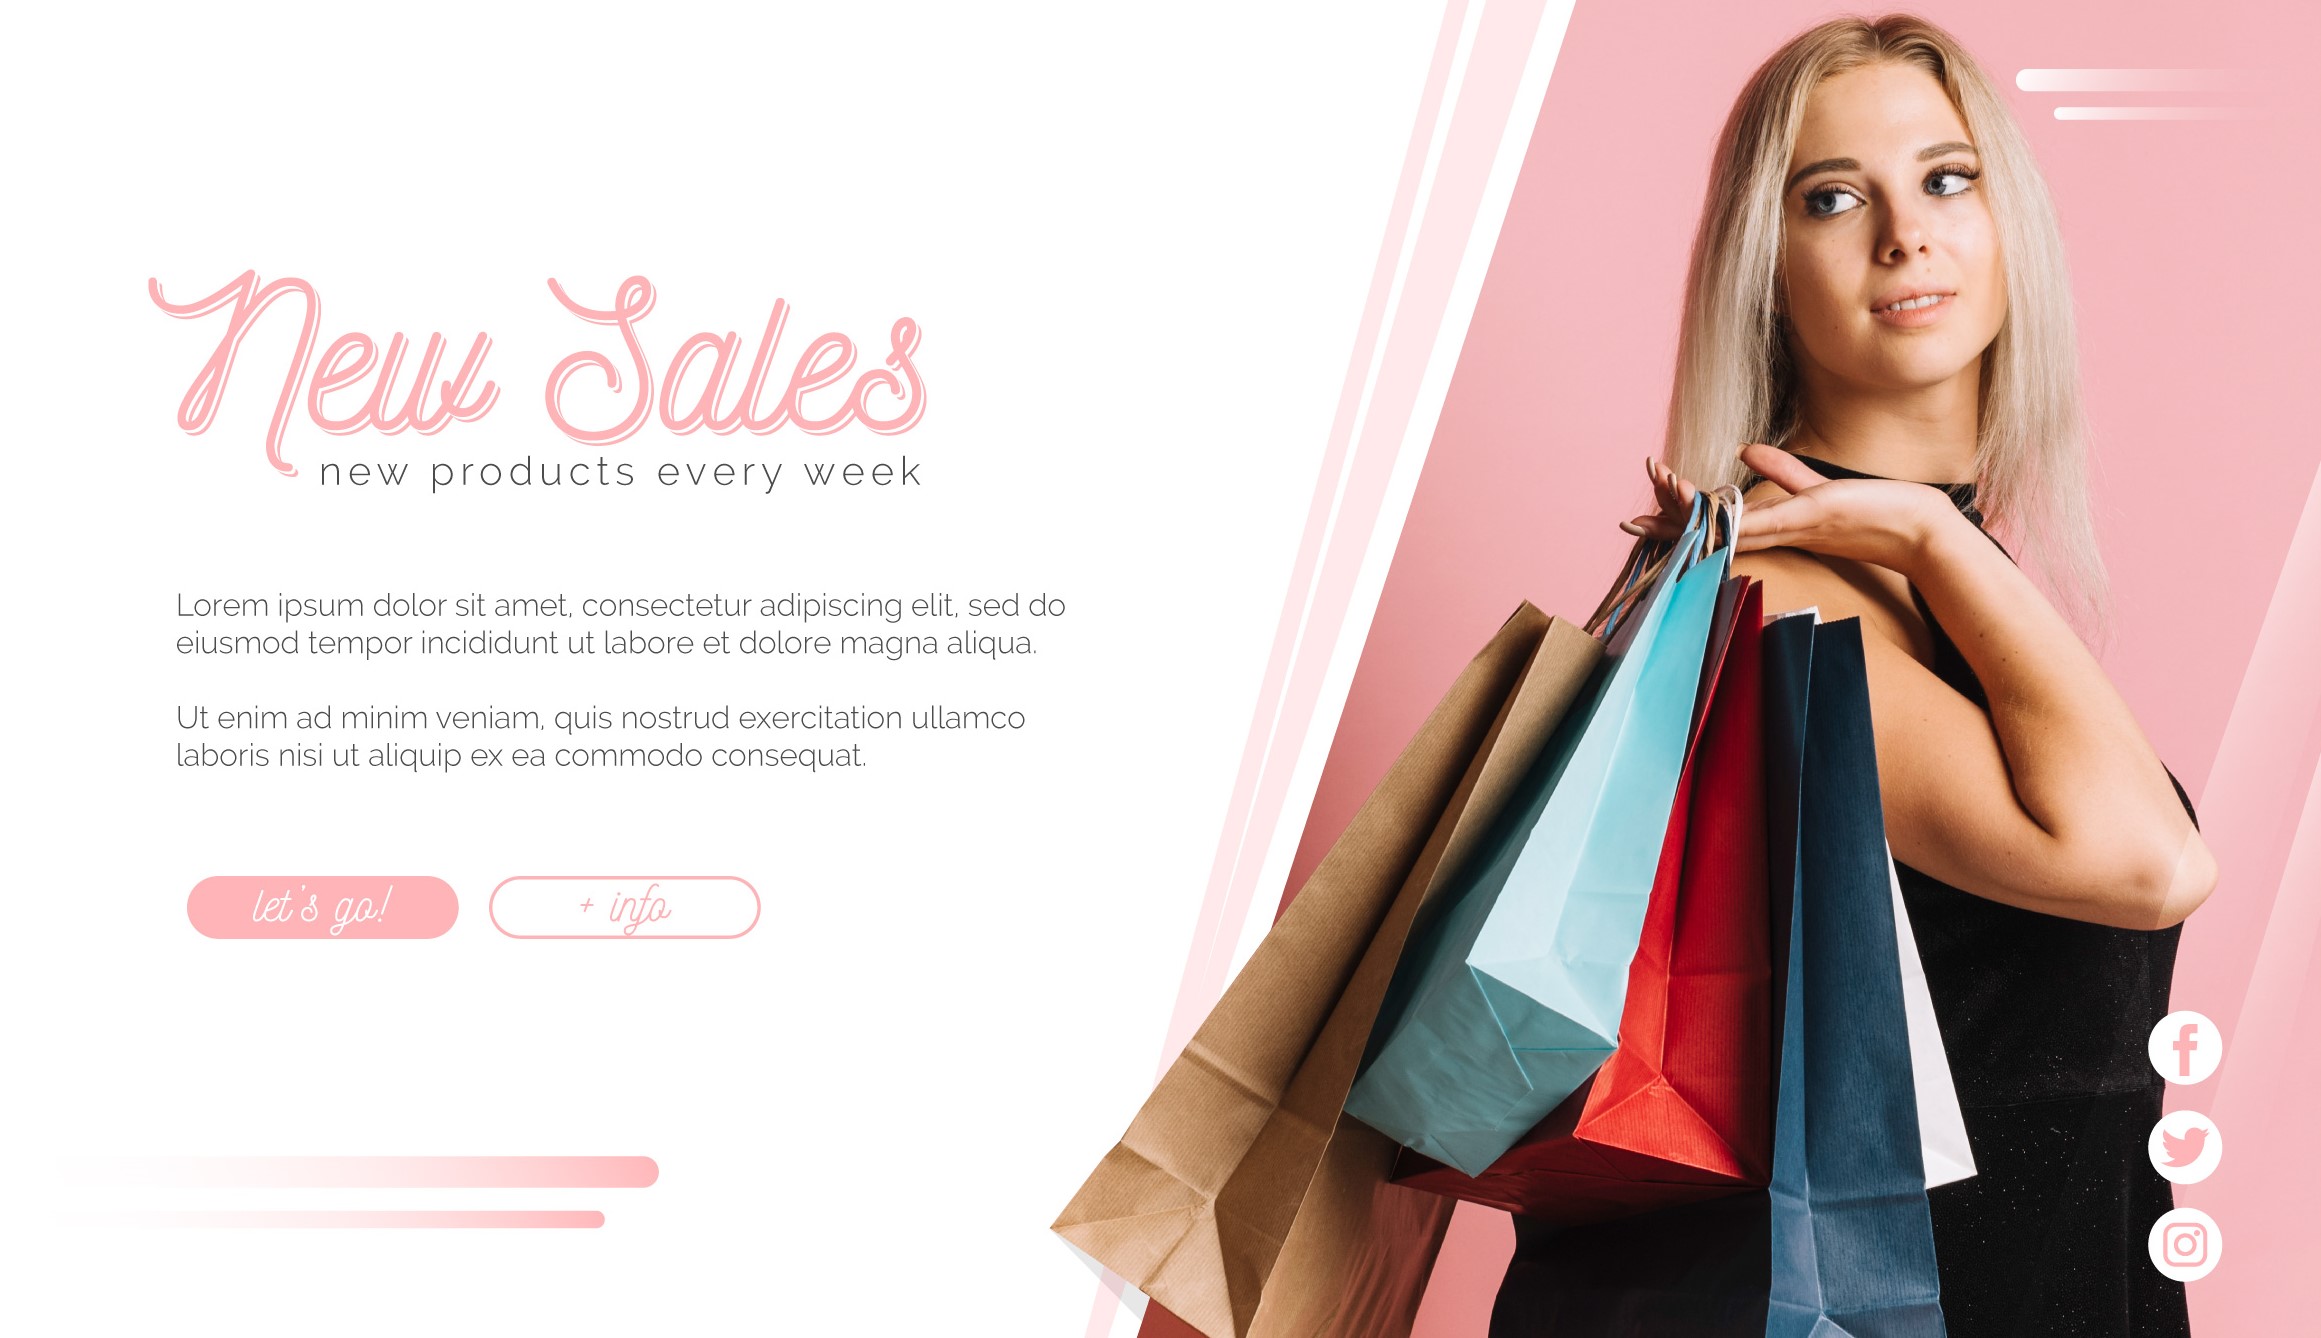 New Sales
new products every week
Lorem ipsum dolor sit amet, consectetur adipiscing elit, sed do
eiusmod tempor incididunt ut labore et dolore magna aliqua.
Ut enim ad minim veniam, quis nostrud exercitation ullamco
laboris nisi ut aliquip ex ea commodo consequat.
let's go!
+ info